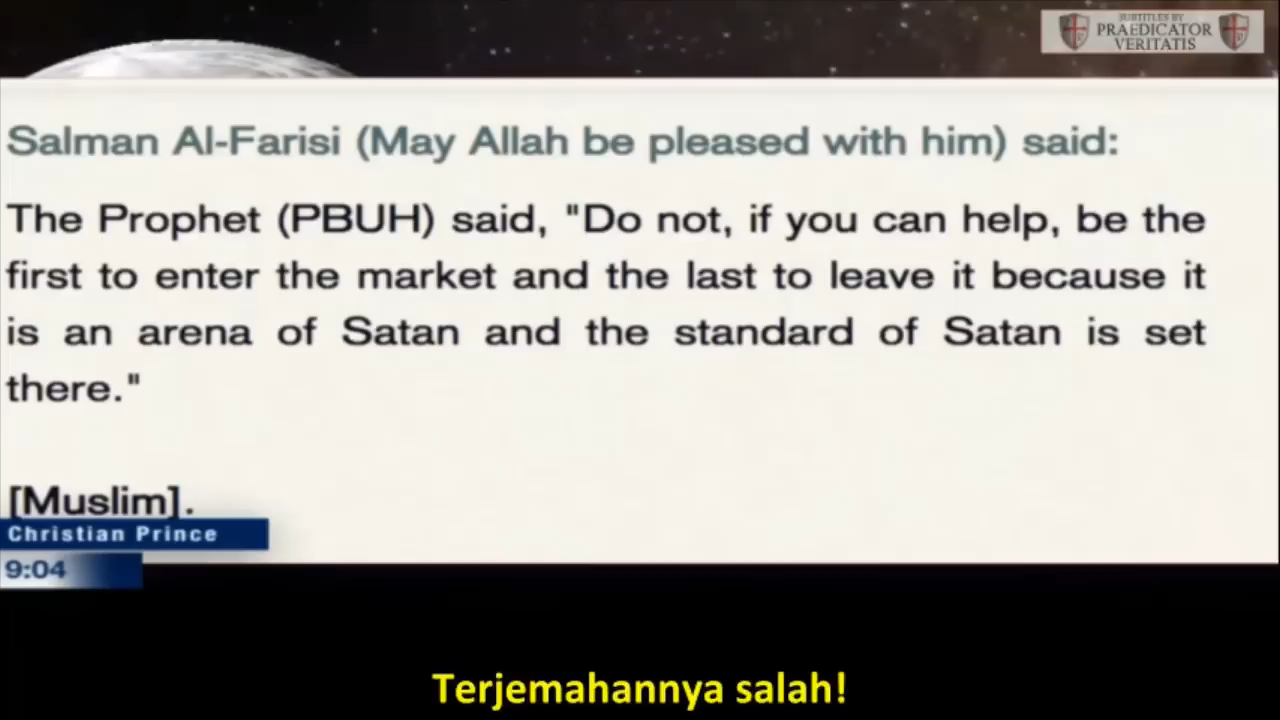 SUBTITLES BY
PRAEDICATOR
VERITATIS
Salman Al-Farisi (May Allah be pleased with him) said:
The Prophet (PBUH) said, "Do not, if you can help, be the
first to enter the market and the last to leave it because it
is an arena of Satan and the standard of Satan is set
there."
[Muslim].
Christian Prince
9:04
Terjemahannya salah!